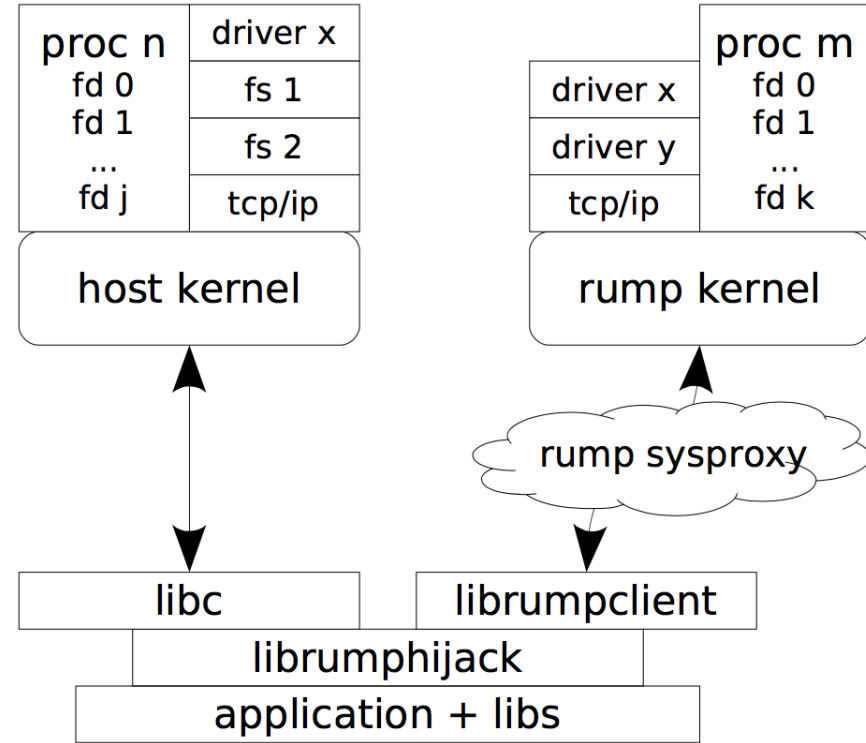 proc n
fd 0
fd 1
...
fd j
driver x
fs 1
fs 2
tcp/ip
host kernel
driver x
driver y
tcp/ip
proc m
fd 0
fd 1
...
fd k
rump kernel
rump sysproxy
libc
librumpclient
librumphijack
application + libs